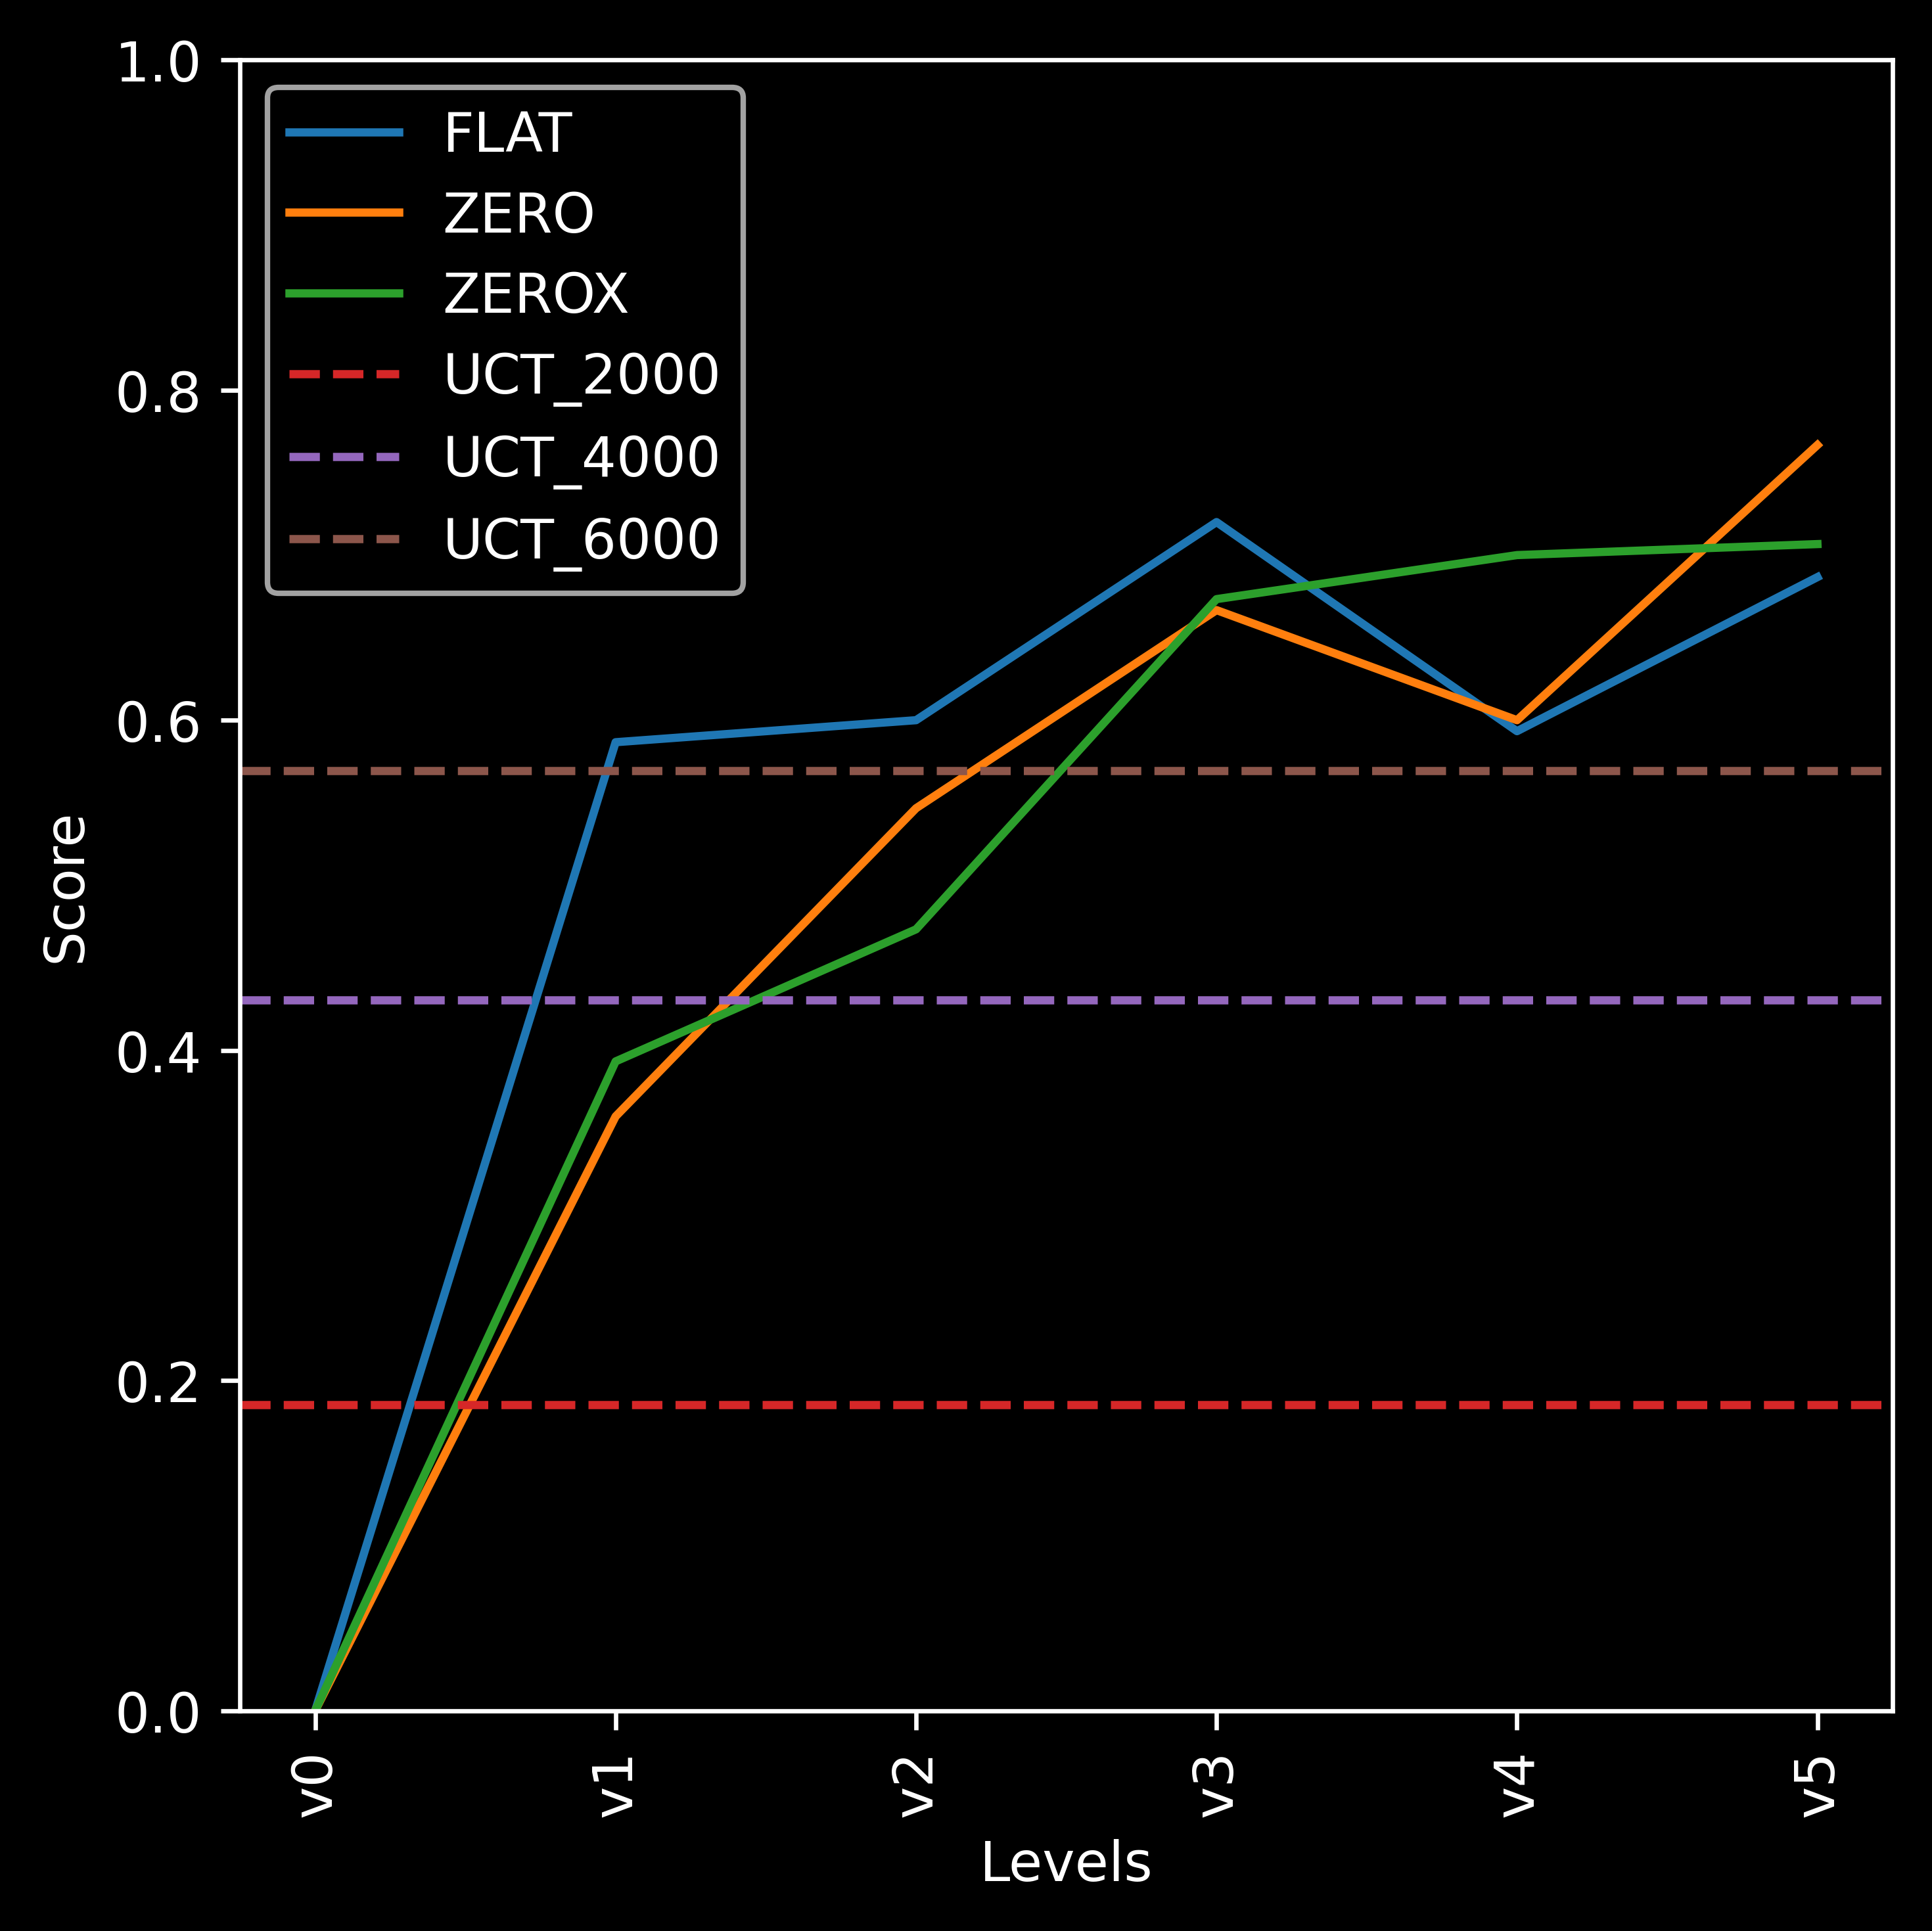 1.0
0.8
0.6
0.4
0.2
0.0
Score
FLAT
ZERO
ZEROX
UCT_2000
UCT_4000
UCT_6000
v0
v1
v2
v3
v4
v5
Levels